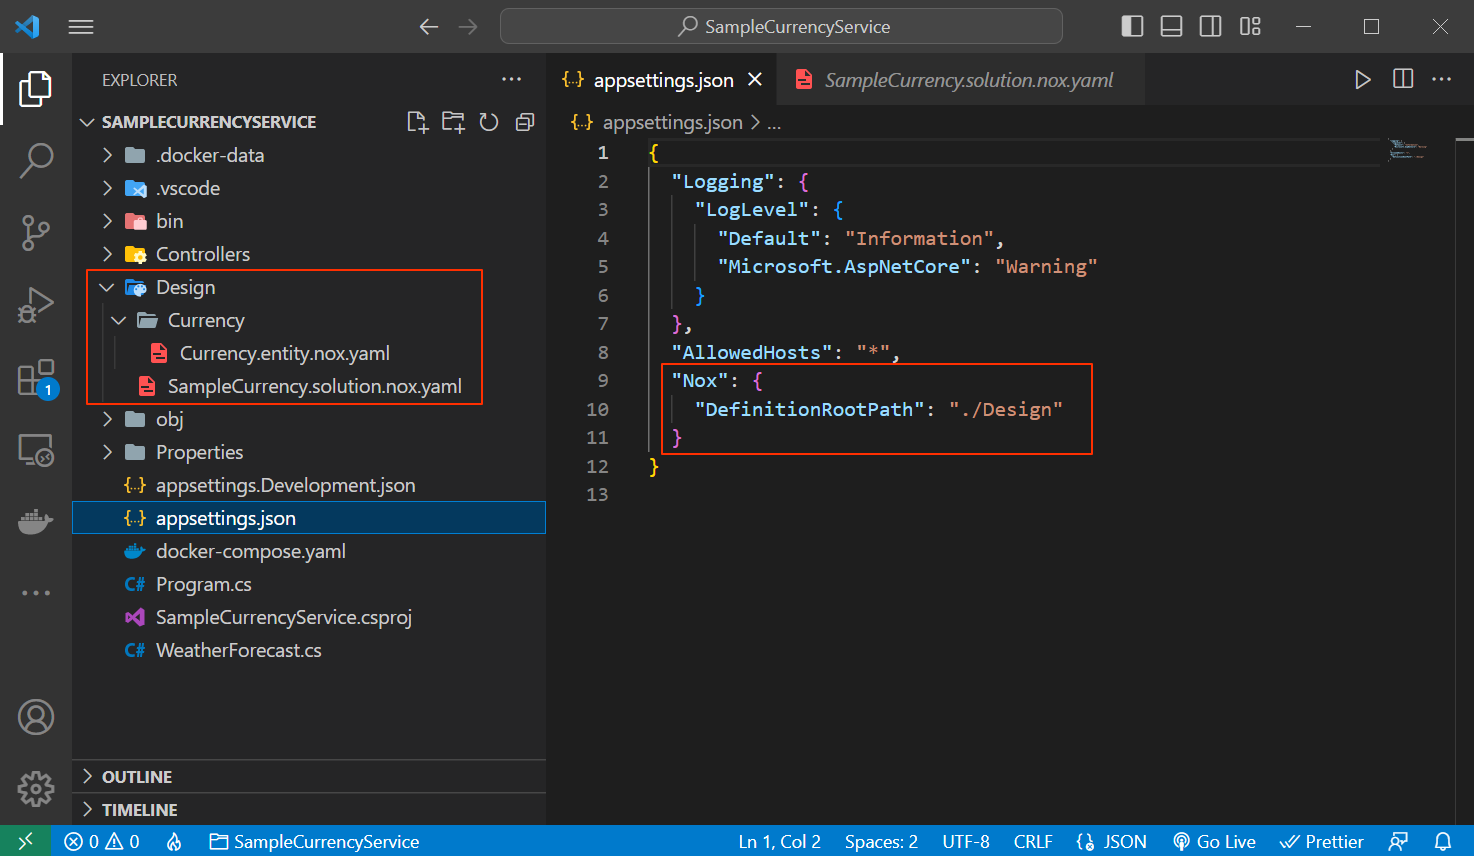 SampleCurrencyService
EXPLORER
SAMPLECURRENCYSERVICE
.docker-data
.vscode
bin
Controllers
Design
Currency
Currency.entity.nox.yaml
SampleCurrency.solution.nox.yaml
obj
Properties
{..} appsettings.Development.json
{..} appsettings.json
docker-compose.yaml
C# Program.cs
SampleCurrencyService.csproj
C# WeatherForecast.cs
OUTLINE
TIMELINE
1
{..} appsettings.json
SampleCurrency.solution.nox.yaml
{..} appsettings.json > ...
1 {
2 "Logging": {
3 "LogLevel": {
4 "Default": "Information",
5 "Microsoft.AspNetCore": "Warning"
6 }
7 },
8 "AllowedHosts": "*",
9 "Nox": {
10 "DefinitionRootPath": "./Design"
11 }
12 }
13
0 0 SampleCurrencyService Ln 1, Col 2 Spaces: 2 UTF-8 CRLF {} JSON Go Live Prettier